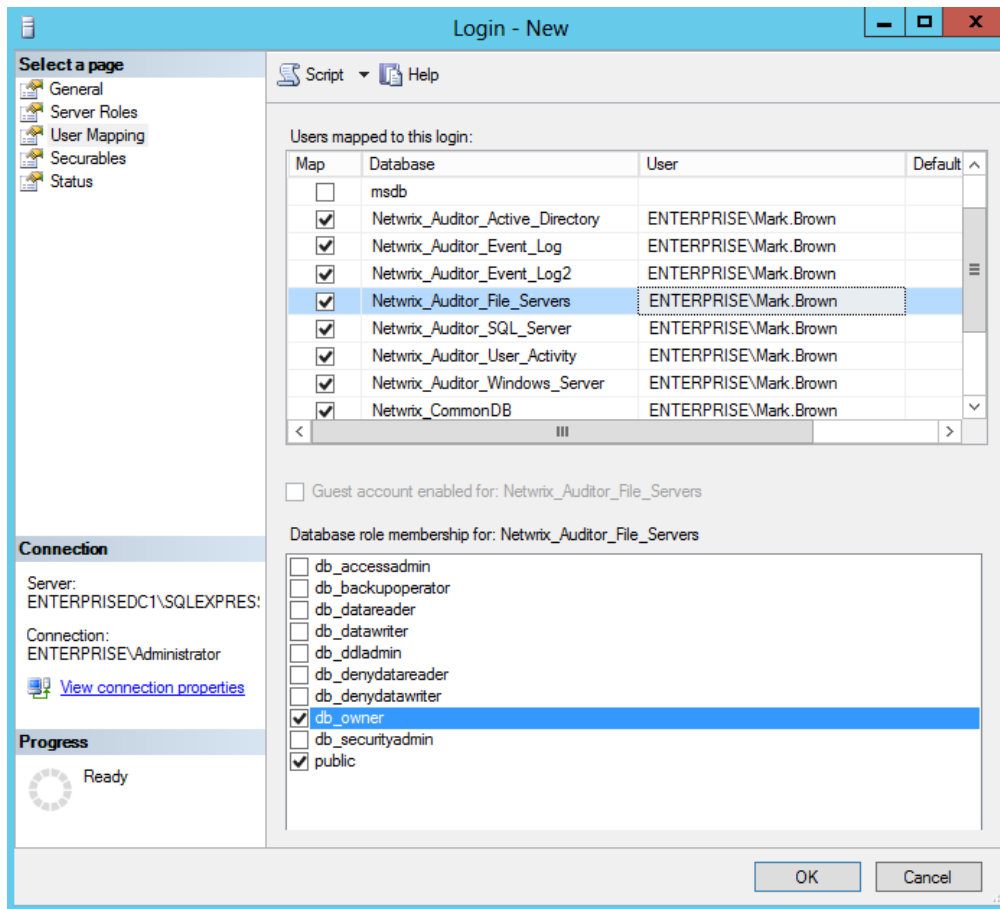 Login - New
Select a page
General
Server Roles
User Mapping
Securables
Status
Script Help
Users mapped to this login:
Map Database User Default
msdb
Netwrix_Auditor_Active_Directory ENTERPRISE\Mark.Brown
Netwrix_Auditor_Event_Log ENTERPRISE\Mark.Brown
Netwrix_Auditor_Event_Log2 ENTERPRISE\Mark.Brown
Netwrix_Auditor_File_Servers ENTERPRISE\Mark.Brown
Netwrix_Auditor_SQL_Server ENTERPRISE\Mark.Brown
Netwrix_Auditor_User_Activity ENTERPRISE\Mark.Brown
Netwrix_Auditor_Windows_Server ENTERPRISE\Mark.Brown
Netwrix_CommonDB ENTERPRISE\Mark.Brown
Guest account enabled for: Netwrix_Auditor_File_Servers
Database role membership for: Netwrix_Auditor_File_Servers
db_accessadmin
db_backupoperator
db_datareader
db_datawriter
db_ddladmin
db_denydatareader
db_denydatawriter
db_owner
db_securityadmin
public
Connection
Server:
ENTERPRISEDC1\SQLEXPRES
Connection:
ENTERPRISE\Administrator
View connection properties
Progress
Ready
OK Cancel